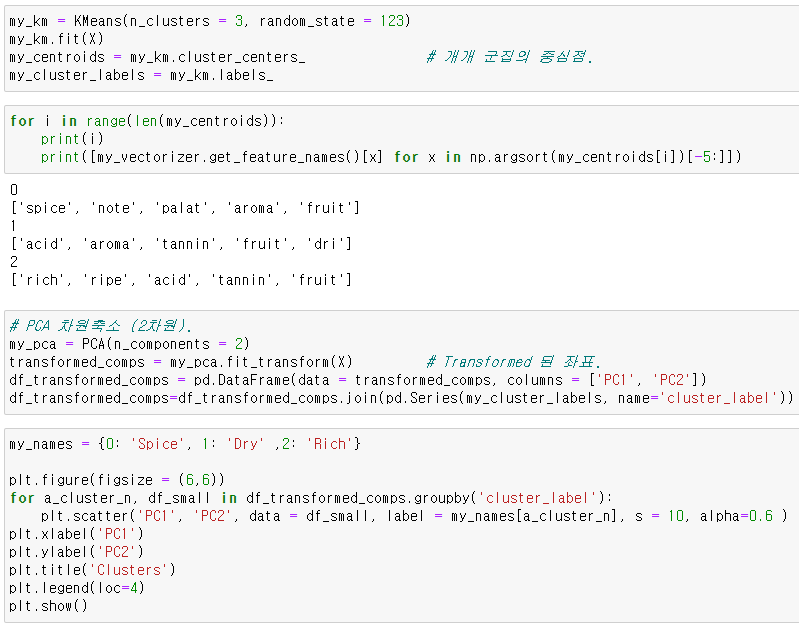 my_km = KMeans(n_clusters = 3, random_state = 123)
my_km.fit(X)
my_centroids = my_km.cluster_centers_ # 개개 군집의 중심점.
my_cluster_labels = my_km.labels_
for i in range(len(my_centroids)):
print(i)
print([my_vectorizer.get_feature_names()[x] for x in np.argsort(my_centroids[i])[-5:]])
0
['spice', 'note', 'palat', 'aroma', 'fruit']
1
['acid', 'aroma', 'tannin', 'fruit', 'dri']
2
['rich', 'ripe', 'acid', 'tannin', 'fruit']
# PCA 차원축소 (2차원).
my_pca = PCA(n_components = 2)
transformed_comps = my_pca.fit_transform(X) # Transformed 된 좌표.
df_transformed_comps = pd.DataFrame(data = transformed_comps, columns = ['PC1', 'PC2'])
df_transformed_comps=df_transformed_comps.join(pd.Series(my_cluster_labels, name='cluster_label'))
my_names = {0: 'Spice', 1: 'Dry' ,2: 'Rich'}
plt.figure(figsize = (6,6))
for a_cluster_n, df_small in df_transformed_comps.groupby('cluster_label'):
plt.scatter('PC1', 'PC2', data = df_small, label = my_names[a_cluster_n], s = 10, alpha=0.6 )
plt.xlabel('PC1')
plt.ylabel('PC2')
plt.title('Clusters')
plt.legend(loc=4)
plt.show()